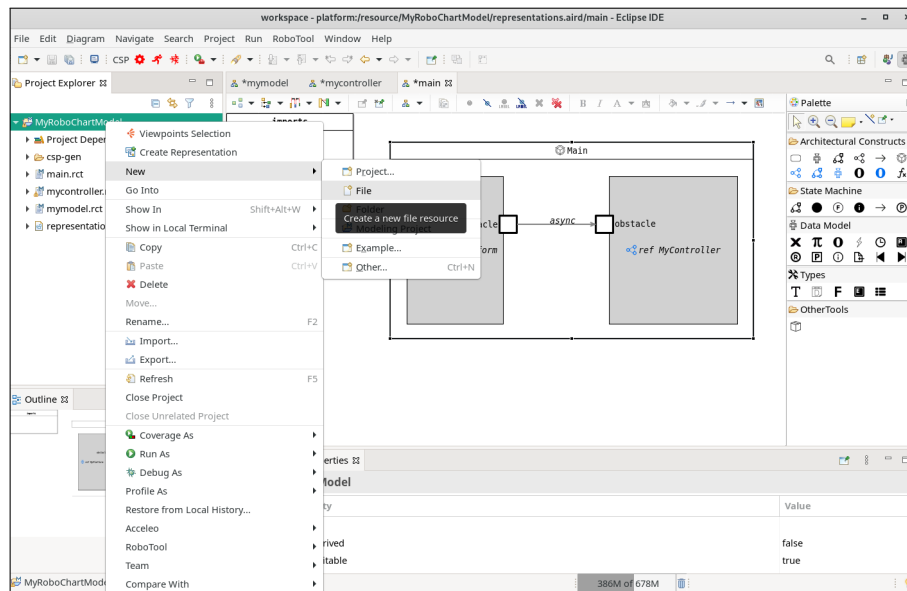 workspace - platform:/resource/MyRoboChartModel/representations.aird/main - Eclipse IDE
File Edit Diagram Navigate Search Project Run RoboTool Window Help
CSP
Project Explorer
*mymodel *mycontroller *main
Palette
MyRoboChartModel
Project Deper
csp-gen
main.rct
mycontroller.r
mymodel.rct
representatio
Viewpoints Selection
Create Representation
New
Go Into
Show In Shift+Alt+W
Show in Local Terminal
Copy Ctrl+C
Paste Ctrl+V
Delete
Move...
Rename... F2
Import...
Export...
Refresh F5
Close Project
Close Unrelated Project
Coverage As
Run As
Debug As
Profile As
Restore from Local History...
Acceleo
RoboTool
Team
Compare With
Project...
File
Folder
Modeling Project
Create a new file resource
Example...
Other... Ctrl+N
imports
Main
cle
async
obstacle
orm
ref MyController
Architectural Constructs
State Machine
Data Model
Types
T F
OtherTools
Outline
erties
Model
ty Value
rived false
itable true
MyRoboChartMode
386M of 678M